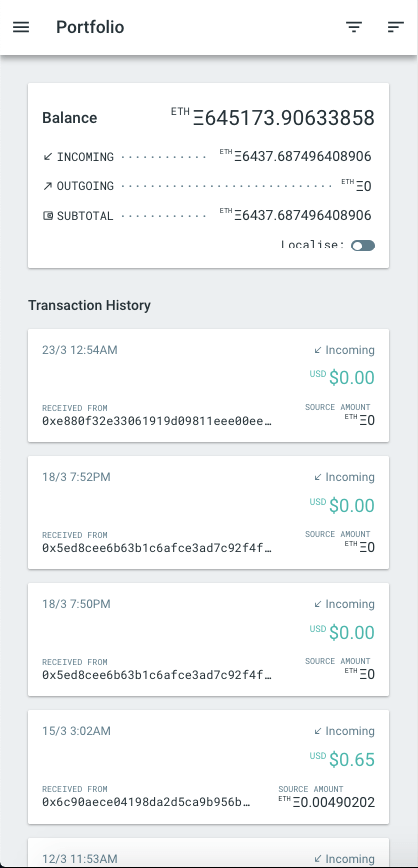 Portfolio
Balance ETH Ξ645173.90633858
INCOMING ············ ETH Ξ6437.687496408906
OUTGOING ····························· ETH Ξ0
SUBTOTAL ············ ETH Ξ6437.687496408906
Localise:
Transaction History
23/3 12:54AM Incoming
USD $0.00
RECEIVED FROM SOURCE AMOUNT
0xe880f32e33061919d09811eee00ee… ETH Ξ0
18/3 7:52PM Incoming
USD $0.00
RECEIVED FROM SOURCE AMOUNT
0x5ed8cee6b63b1c6afce3ad7c92f4f… ETH Ξ0
18/3 7:50PM Incoming
USD $0.00
RECEIVED FROM SOURCE AMOUNT
0x5ed8cee6b63b1c6afce3ad7c92f4f… ETH Ξ0
15/3 3:02AM Incoming
USD $0.65
RECEIVED FROM SOURCE AMOUNT
0x6c90aece04198da2d5ca9b956b… ETH Ξ0.00490202
12/3 11:53AM Incoming